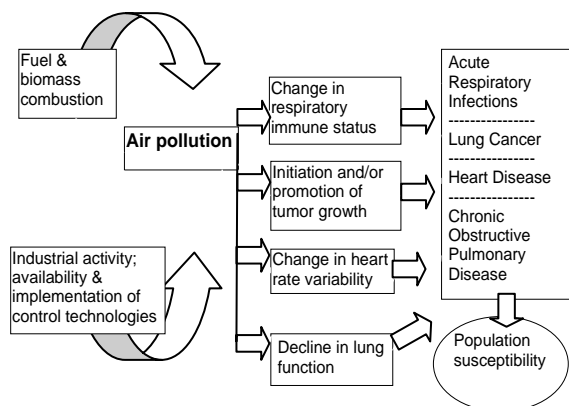 Fuel &
biomass
combustion
Air pollution
Industrial activity;
availability &
implementation of
control technologies
Change in
respiratory
immune status
Initiation and/or
promotion of
tumor growth
Change in heart
rate variability
Decline in lung
function
Acute
Respiratory
Infections
----------------
Lung Cancer
----------------
Heart Disease
----------------
Chronic
Obstructive
Pulmonary
Disease
Population
susceptibility